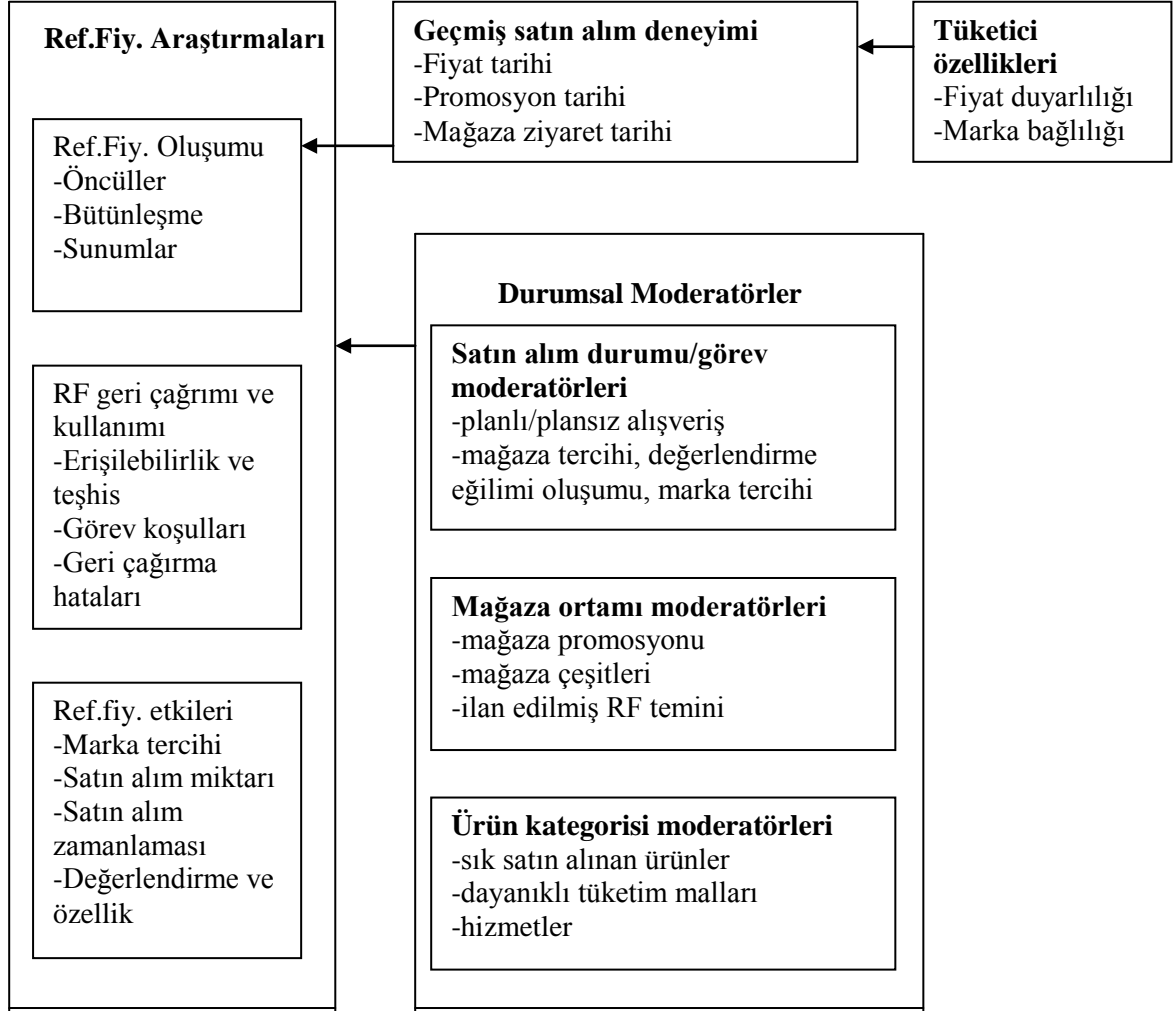 Ref.Fiy. Araştırmaları
Ref.Fiy. Oluşumu
-Öncüller
-Bütünleşme
-Sunumlar
RF geri çağrımı ve
kullanımı
-Erişilebilirlik ve
teşhis
-Görev koşulları
-Geri çağırma
hataları
Ref.fiy. etkileri
-Marka tercihi
-Satın alım miktarı
-Satın alım
zamanlaması
-Değerlendirme ve
özellik
Geçmiş satın alım deneyimi
-Fiyat tarihi
-Promosyon tarihi
-Mağaza ziyaret tarihi
Tüketici
özellikleri
-Fiyat duyarlılığı
-Marka bağlılığı
Durumsal Moderatörler
Satın alım durumu/görev
moderatörleri
-planlı/plansız alışveriş
-mağaza tercihi, değerlendirme
eğilimi oluşumu, marka tercihi
Mağaza ortamı moderatörleri
-mağaza promosyonu
-mağaza çeşitleri
-ilan edilmiş RF temini
Ürün kategorisi moderatörleri
-sık satın alınan ürünler
-dayanıklı tüketim malları
-hizmetler